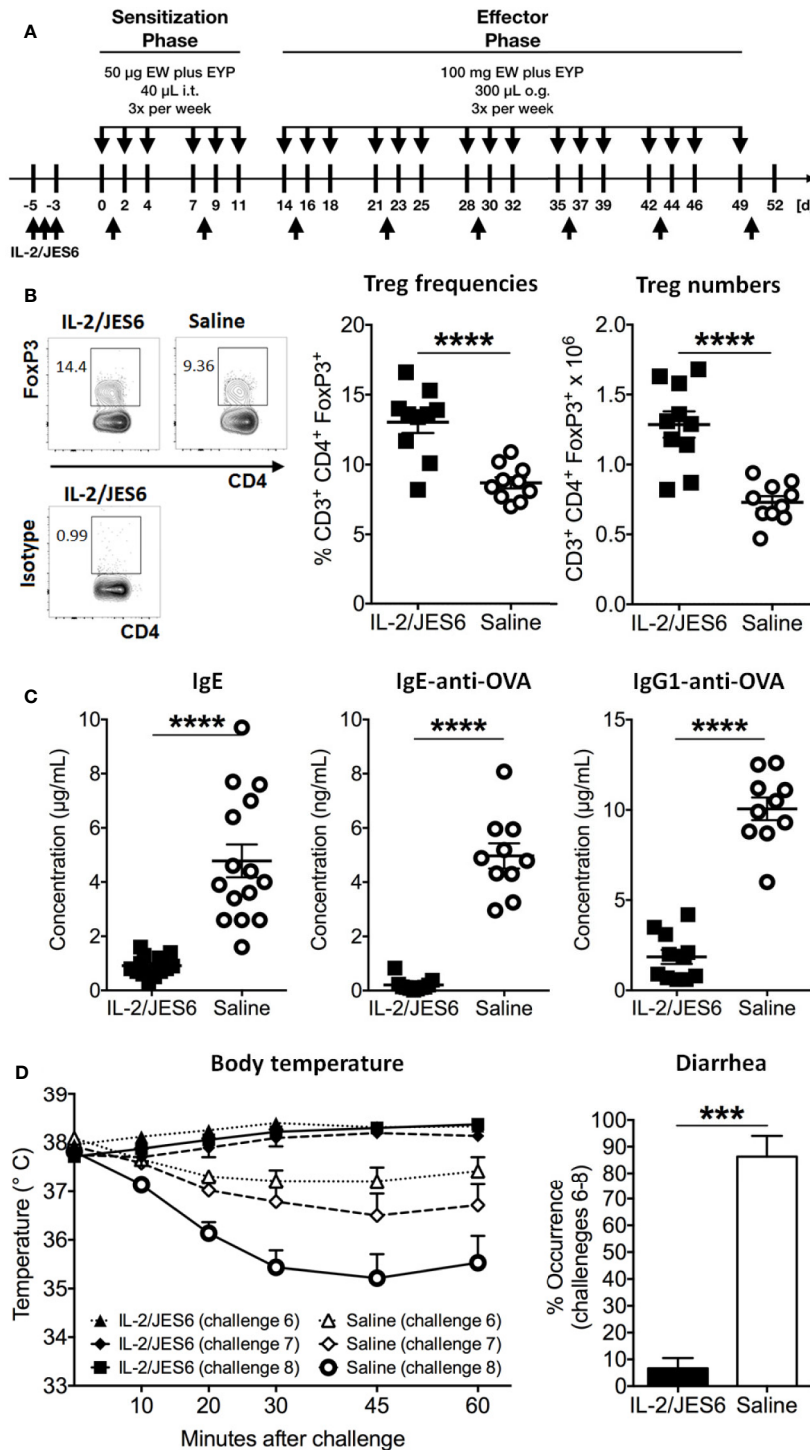 A
Sensitization
Phase
Effector
Phase
50 µg EW plus EYP
40 µL i.t.
3x per week
100 mg EW plus EYP
300 µL o.g.
3x per week
-5 -3 0 2 4 7 9 11 14 16 18 21 23 25 28 30 32 35 37 39 42 44 46 49 52 [d
IL-2/JES6
B
IL-2/JES6
Saline
FoxP3
14.4
9.36
CD4
IL-2/JES6
Isotype
0.99
CD4
Treg frequencies
% CD3+ CD4+ FoxP3+
20
15
10
5
0
****
IL-2/JES6 Saline
Treg numbers
CD3+ CD4+ FoxP3+ x 10⁶
2.0
1.5
1.0
0.5
0.0
****
IL-2/JES6 Saline
C
IgE
Concentration (µg/mL)
10
8
6
4
2
0
****
IL-2/JES6 Saline
IgE-anti-OVA
Concentration (ng/mL)
10
8
6
4
2
0
****
IL-2/JES6 Saline
IgG1-anti-OVA
Concentration (µg/mL)
15
10
5
0
****
IL-2/JES6 Saline
D
Body temperature
Temperature (° C)
39
38
37
36
35
34
33
IL-2/JES6 (challenge 6)
IL-2/JES6 (challenge 7)
IL-2/JES6 (challenge 8)
Saline (challenge 6)
Saline (challenge 7)
Saline (challenge 8)
10 20 30 45 60
Minutes after challenge
Diarrhea
% Occurrence
(challeneges 6-8)
100
90
80
70
60
50
40
30
20
10
0
***
IL-2/JES6 Saline